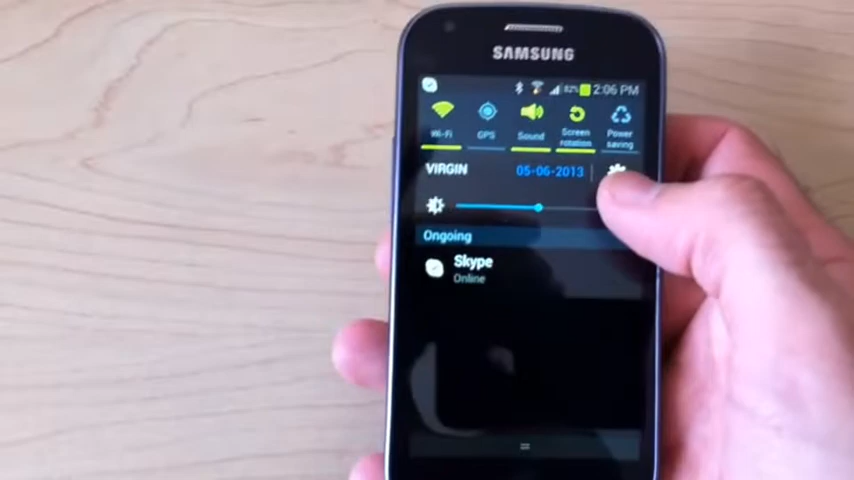 SAMSUNG
82% 2:06 PM
Wi-Fi GPS Sound Screen rotation Power saving
VIRGIN 05-06-2013
Ongoing
Skype
Online